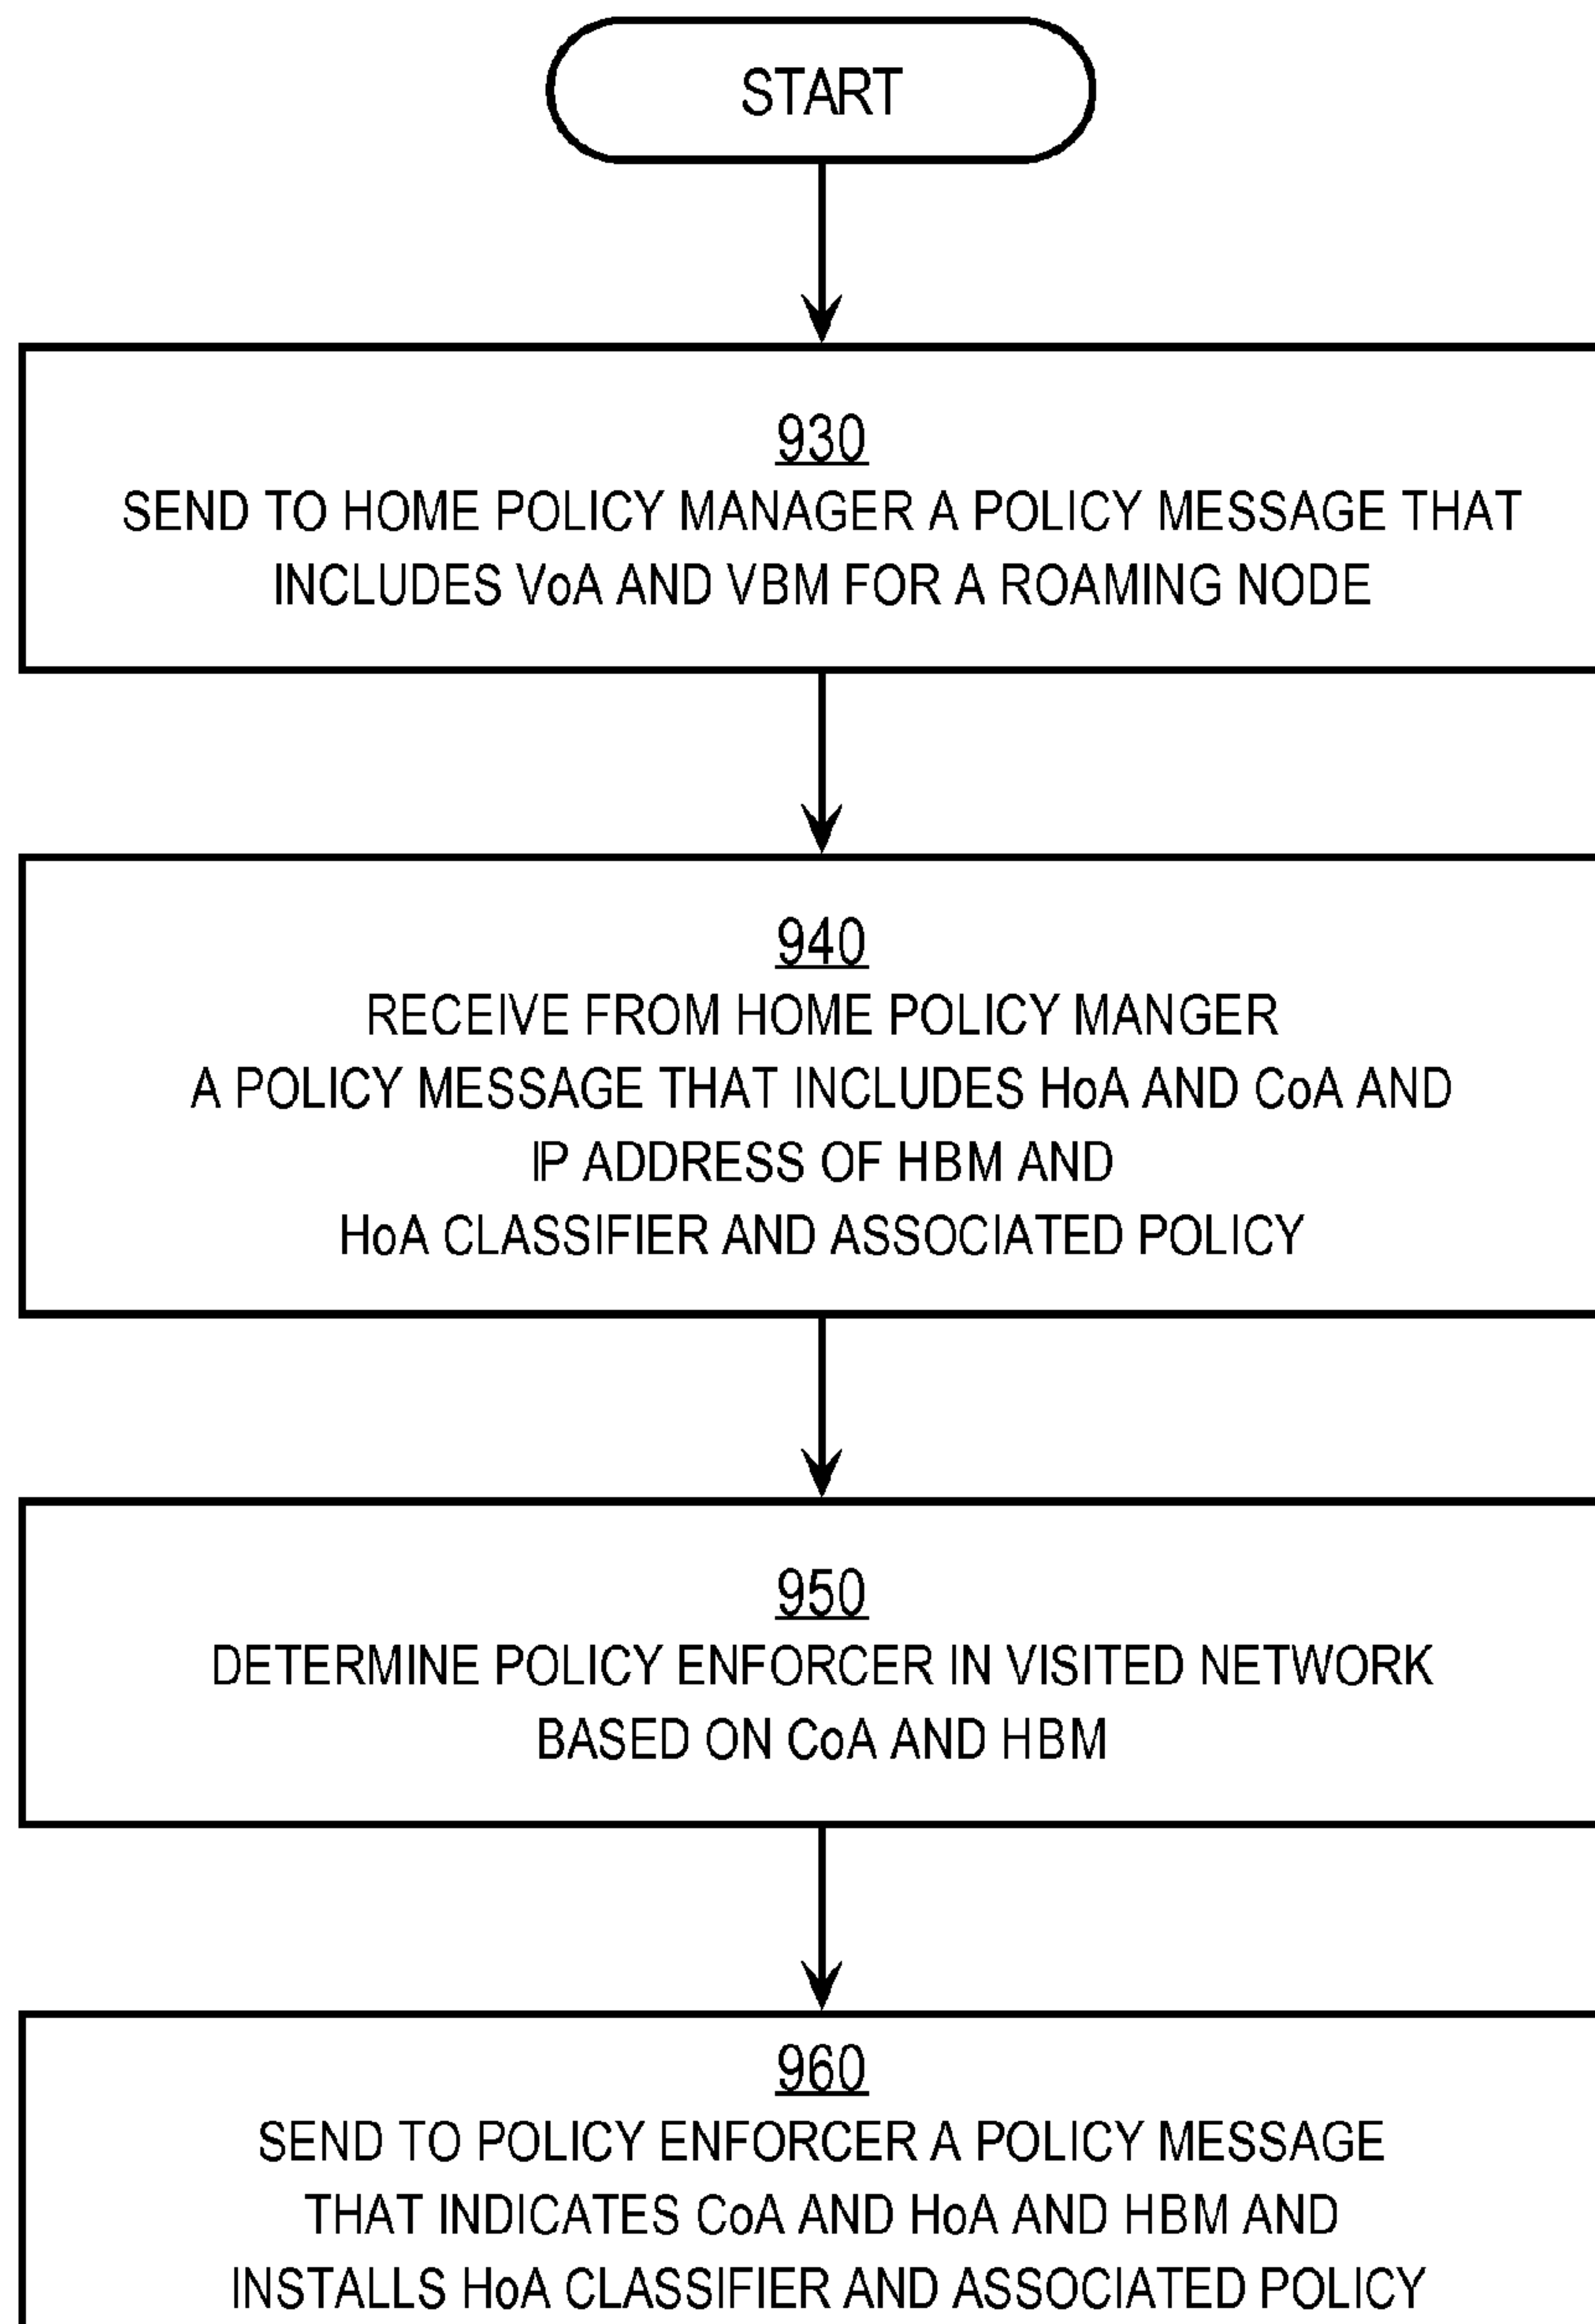 START
930
SEND TO HOME POLICY MANAGER A POLICY MESSAGE THAT
INCLUDES VoA AND VBM FOR A ROAMING NODE
940
RECEIVE FROM HOME POLICY MANGER
A POLICY MESSAGE THAT INCLUDES HoA AND CoA AND
IP ADDRESS OF HBM AND
HoA CLASSIFIER AND ASSOCIATED POLICY
950
DETERMINE POLICY ENFORCER IN VISITED NETWORK
BASED ON CoA AND HBM
960
SEND TO POLICY ENFORCER A POLICY MESSAGE
THAT INDICATES CoA AND HoA AND HBM AND
INSTALLS HoA CLASSIFIER AND ASSOCIATED POLICY